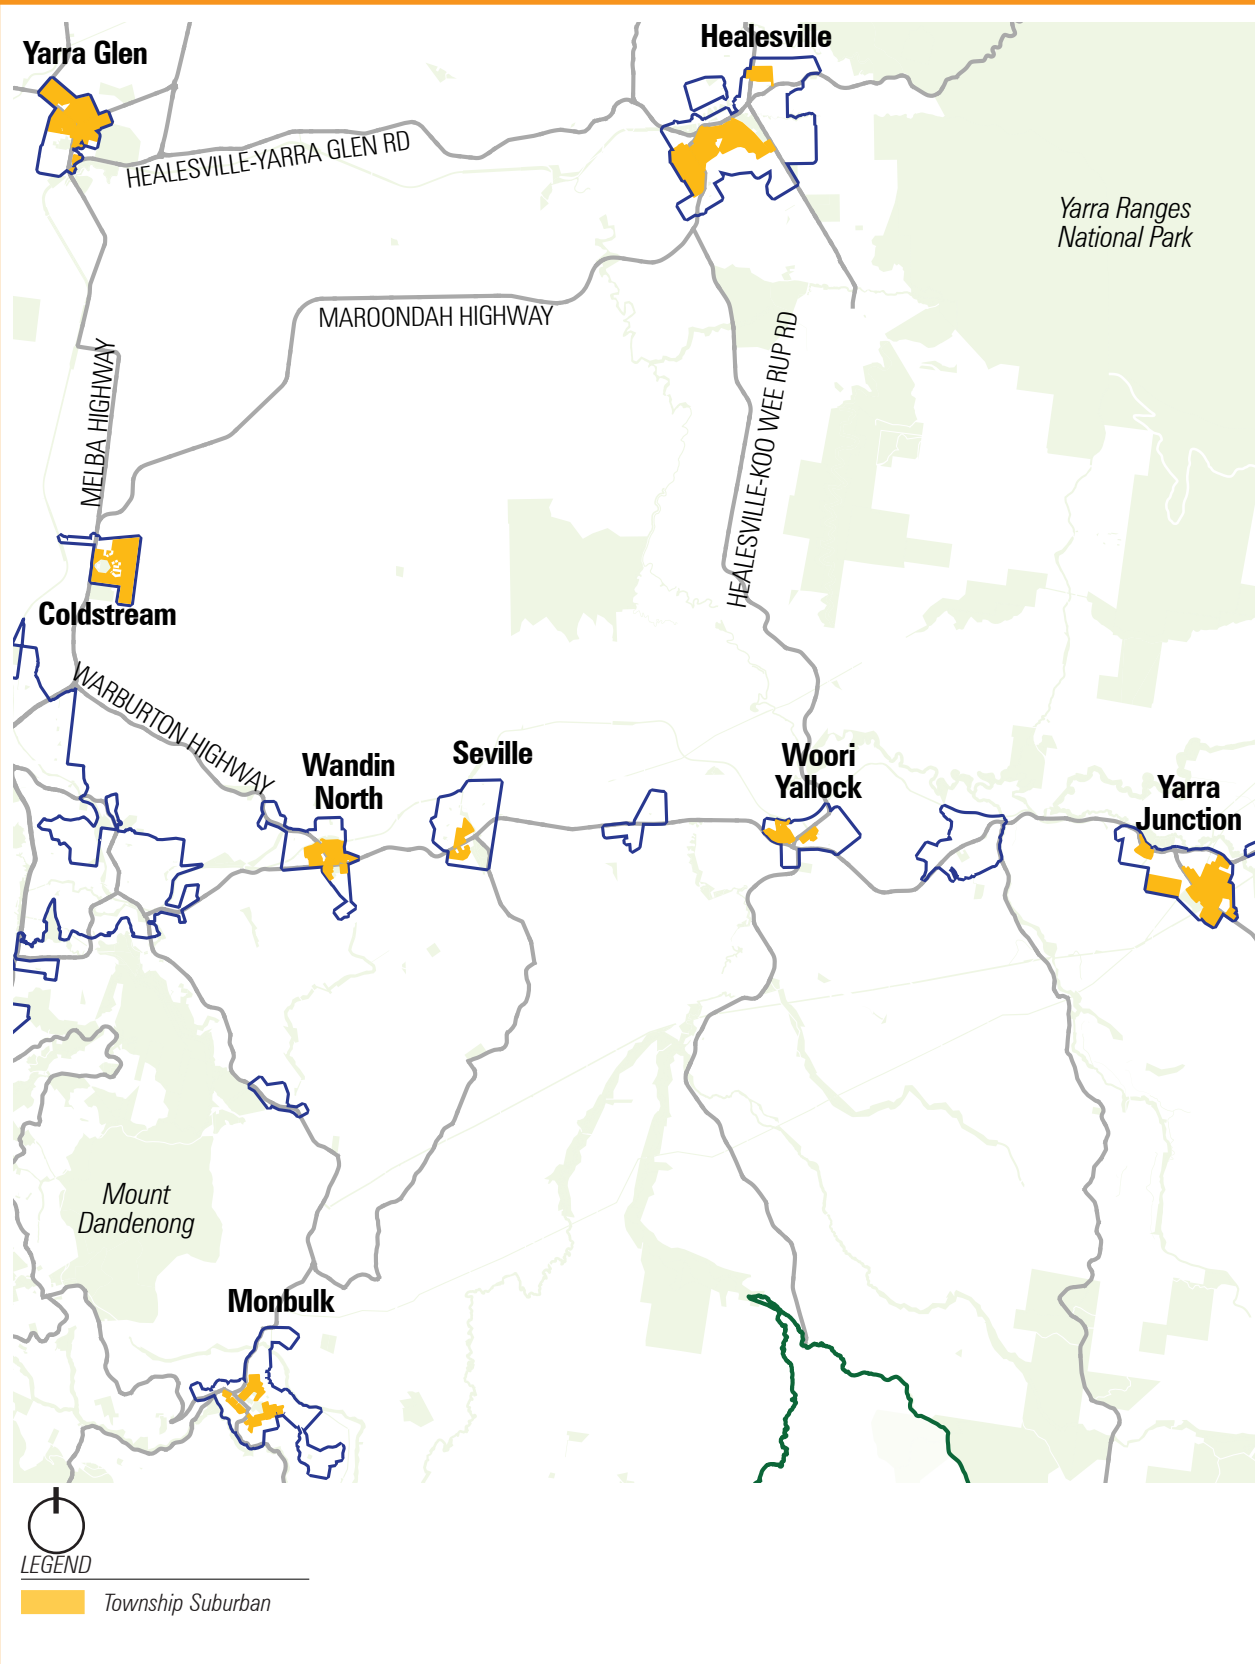 Yarra Glen
Healesville
HEALESVILLE-YARRA GLEN RD
Yarra Ranges
National Park
MAROONDAH HIGHWAY
MELBA HIGHWAY
HEALESVILLE-KOO WEE RUP RD
Coldstream
WARBURTON HIGHWAY
Wandin
North
Seville
Woori
Yallock
Yarra
Junction
Mount
Dandenong
Monbulk
LEGEND
Township Suburban